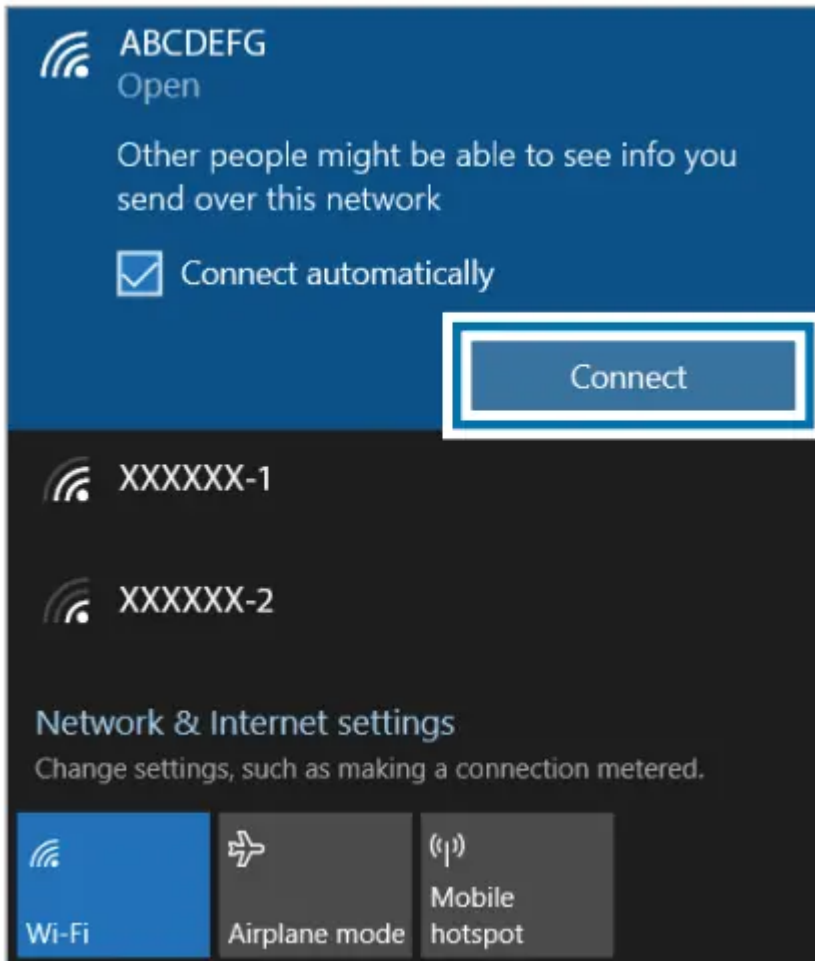 ABCDEFG
Open
Other people might be able to see info you
send over this network
Connect automatically
Connect
XXXXXX-1
XXXXXX-2
Network & Internet settings
Change settings, such as making a connection metered.
Wi-Fi
Airplane mode
Mobile
hotspot